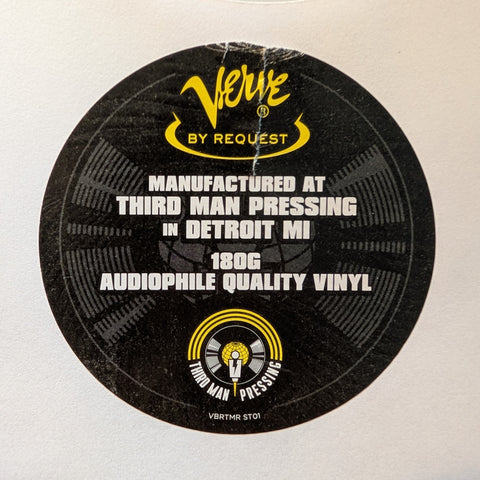 Verve
®
BY REQUEST
MANUFACTURED AT
THIRD MAN PRESSING
IN DETROIT MI
180G
AUDIOPHILE QUALITY VINYL
THIRD MAN PRESSING
VBRTMR ST01